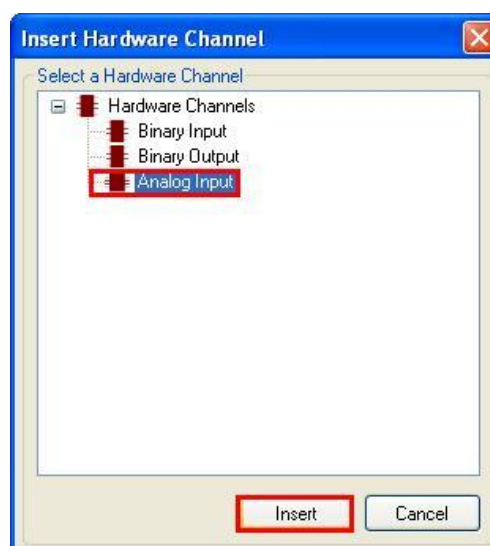 Insert Hardware Channel
Select a Hardware Channel
Hardware Channels
Binary Input
Binary Output
Analog Input
Insert Cancel